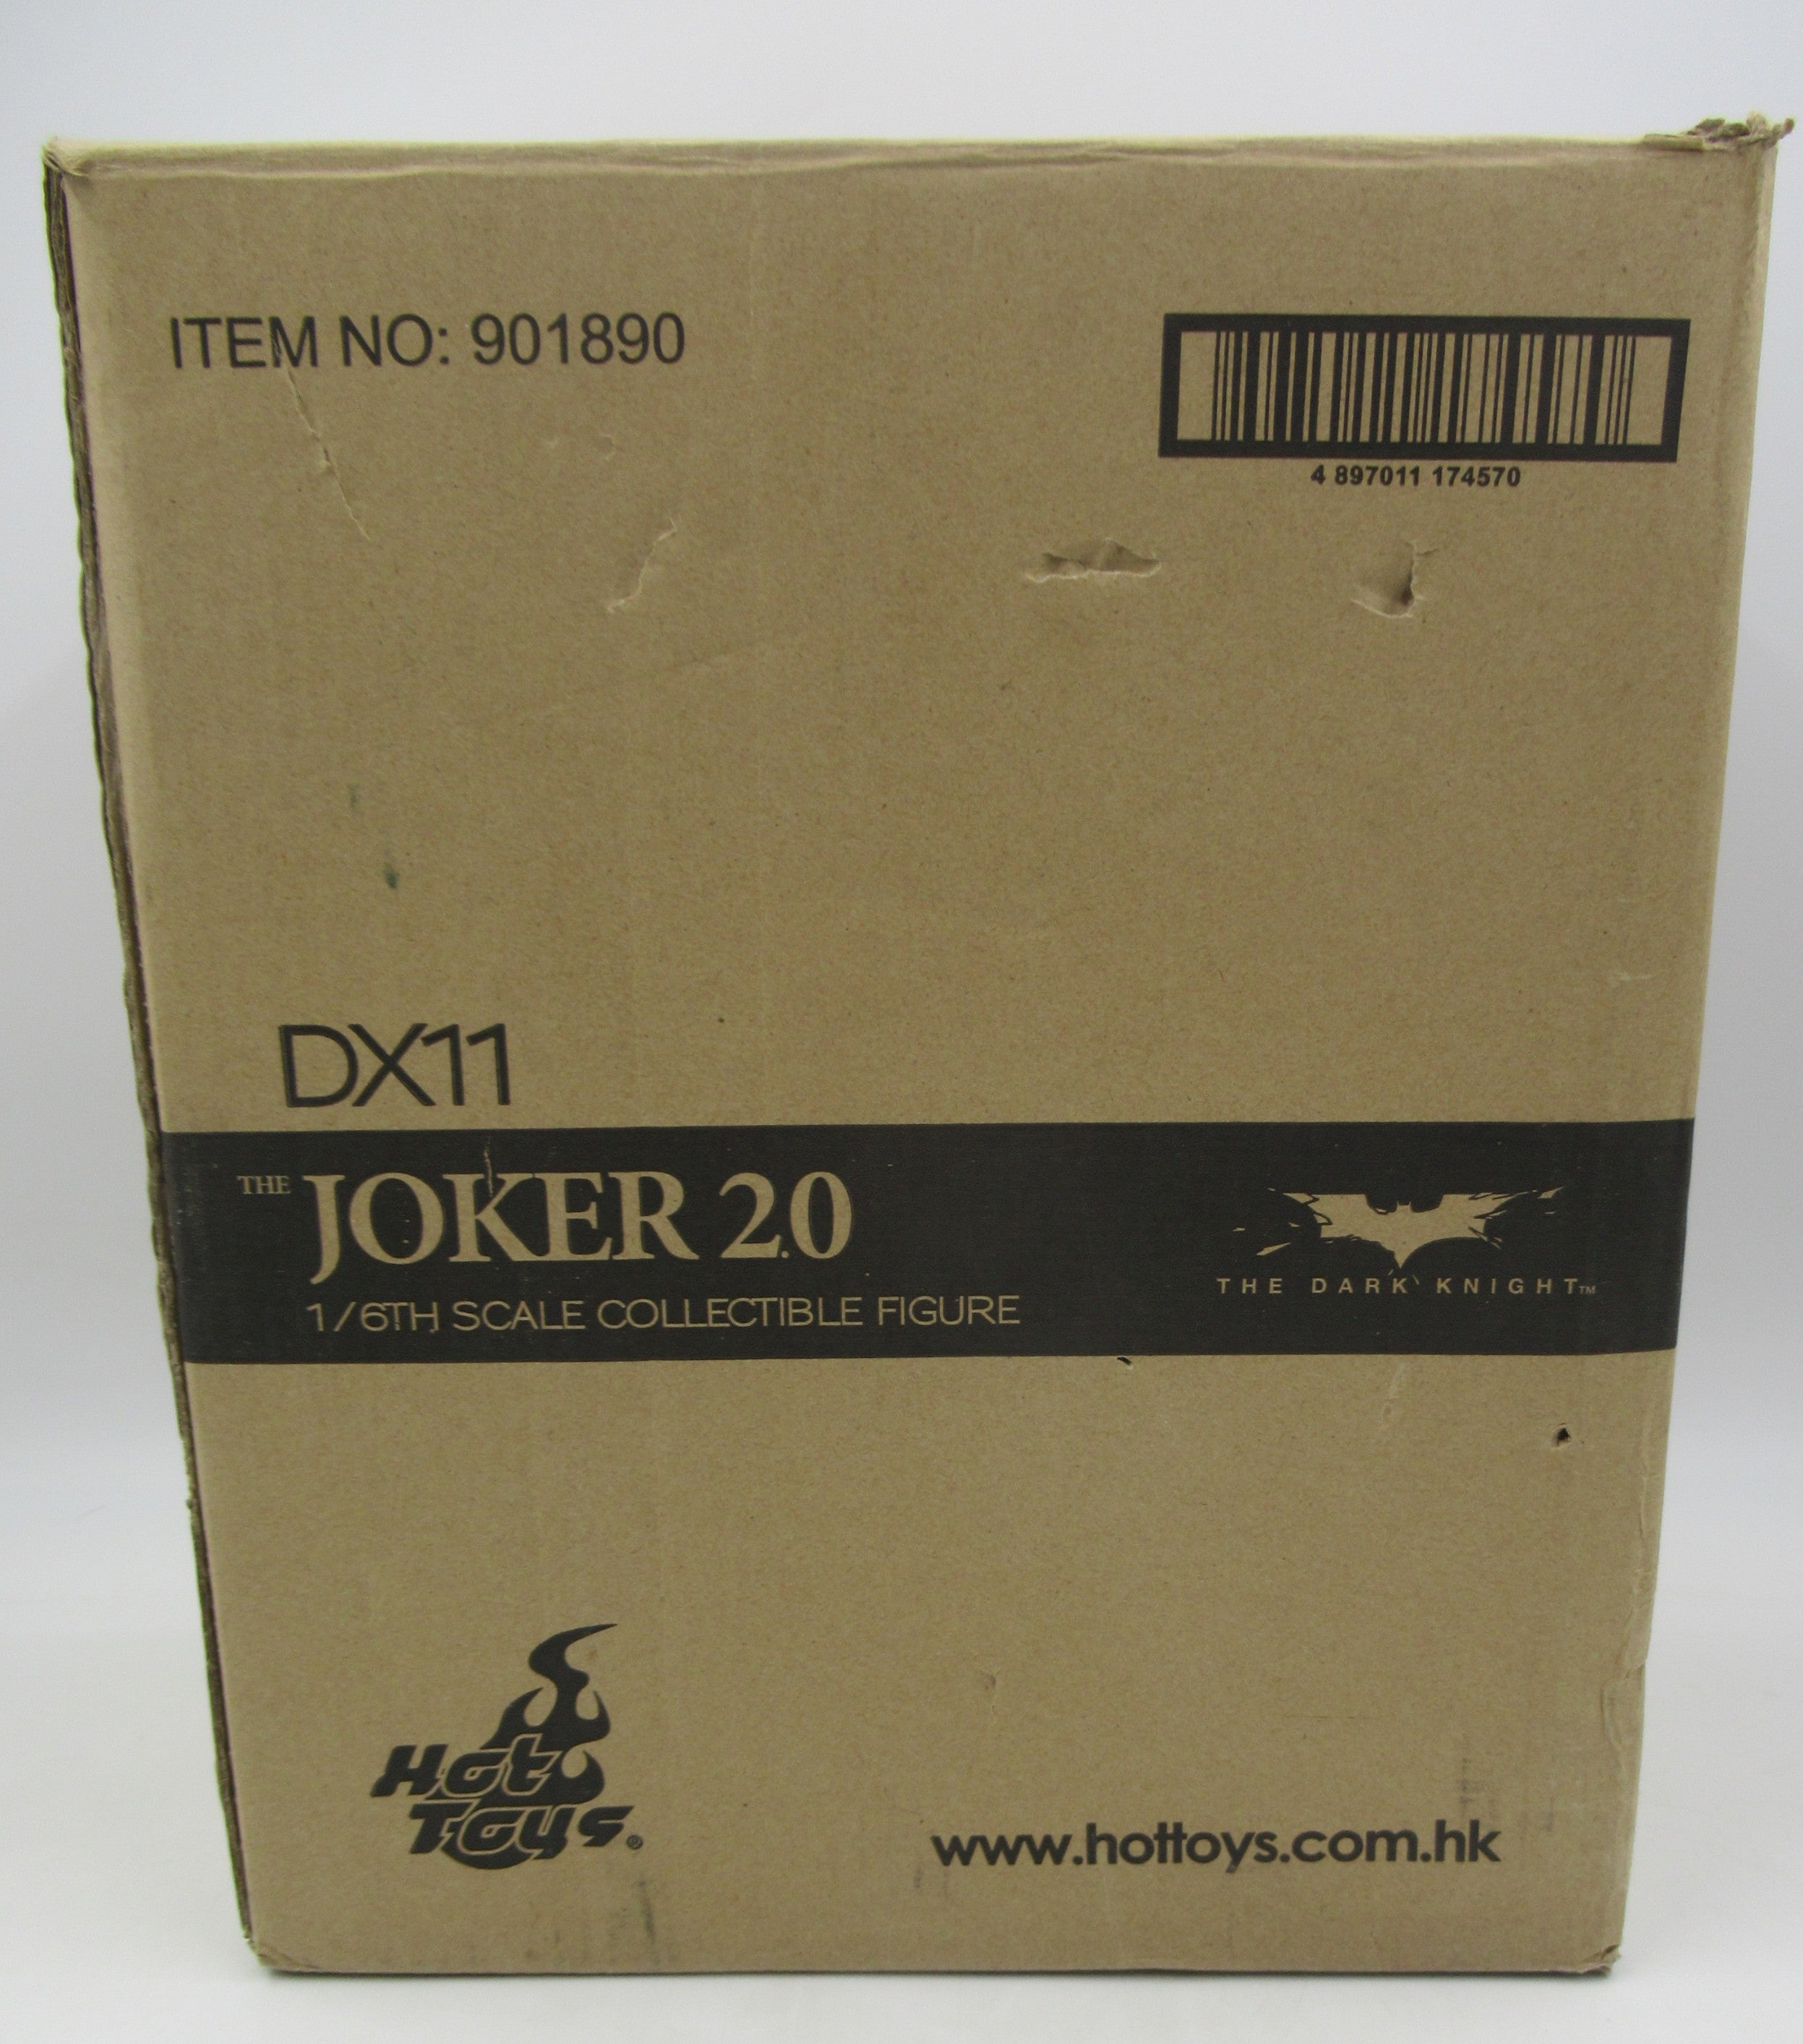 ITEM NO: 901890
4 897011 174570
DX11
THE JOKER 2.0
1/6TH SCALE COLLECTIBLE FIGURE
THE DARK KNIGHT™
Hot
Toys®
www.hottoys.com.hk